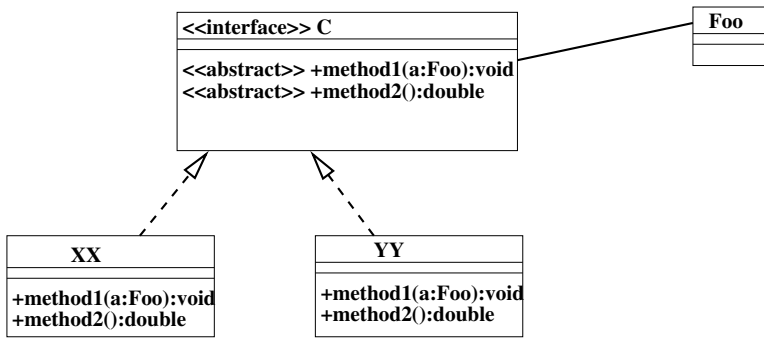 <<interface>> C
<<abstract>> +method1(a:Foo):void
<<abstract>> +method2():double
Foo
XX
+method1(a:Foo):void
+method2():double
YY
+method1(a:Foo):void
+method2():double